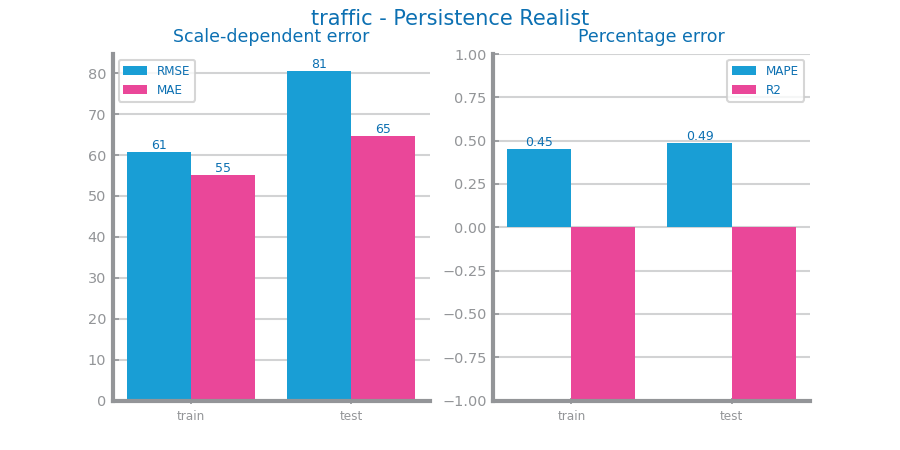 traffic - Persistence Realist
Scale-dependent error
RMSE
MAE
80
70
60
50
40
30
20
10
0
61
55
81
65
train
test
Percentage error
MAPE
R2
1.00
0.75
0.50
0.25
0.00
−0.25
−0.50
−0.75
−1.00
0.45
0.49
train
test